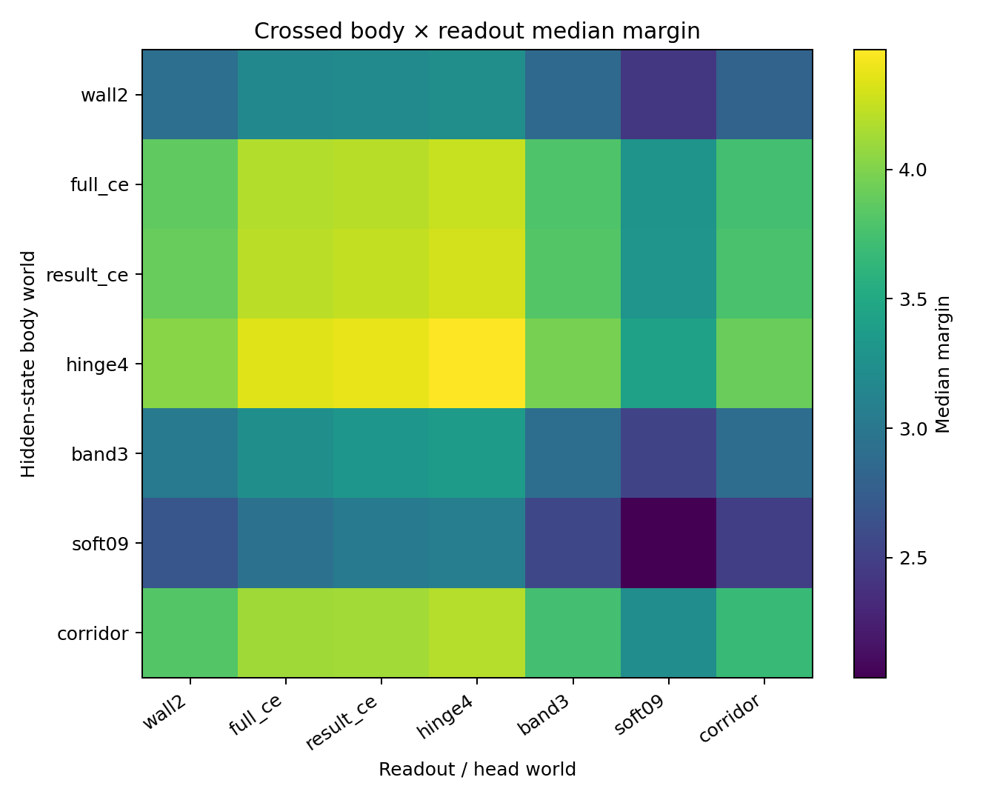 Crossed body × readout median margin
wall2
full_ce
result_ce
hinge4
band3
soft09
corridor
Hidden-state body world
wall2
full_ce
result_ce
hinge4
band3
soft09
corridor
Readout / head world
4.0
3.5
3.0
2.5
Median margin